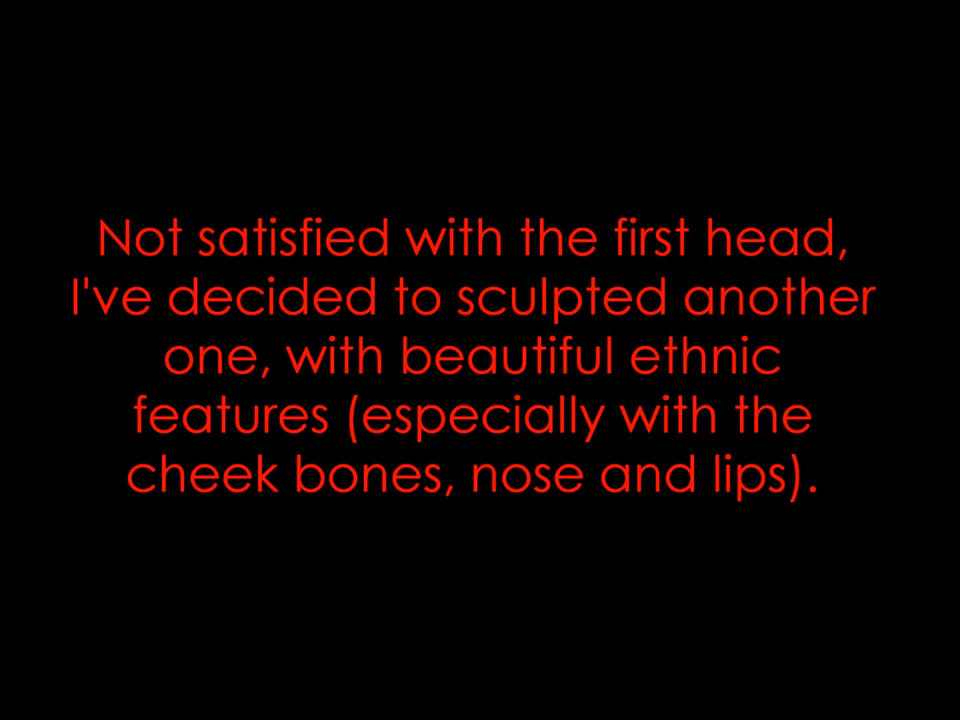 Not satisfied with the first head,
I've decided to sculpted another
one, with beautiful ethnic
features (especially with the
cheek bones, nose and lips).